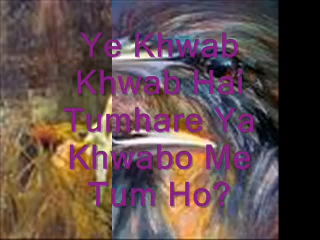 Ye Khwab
Khwab Hai
Tumhare Ya
Khwabo Me
Tum Ho?